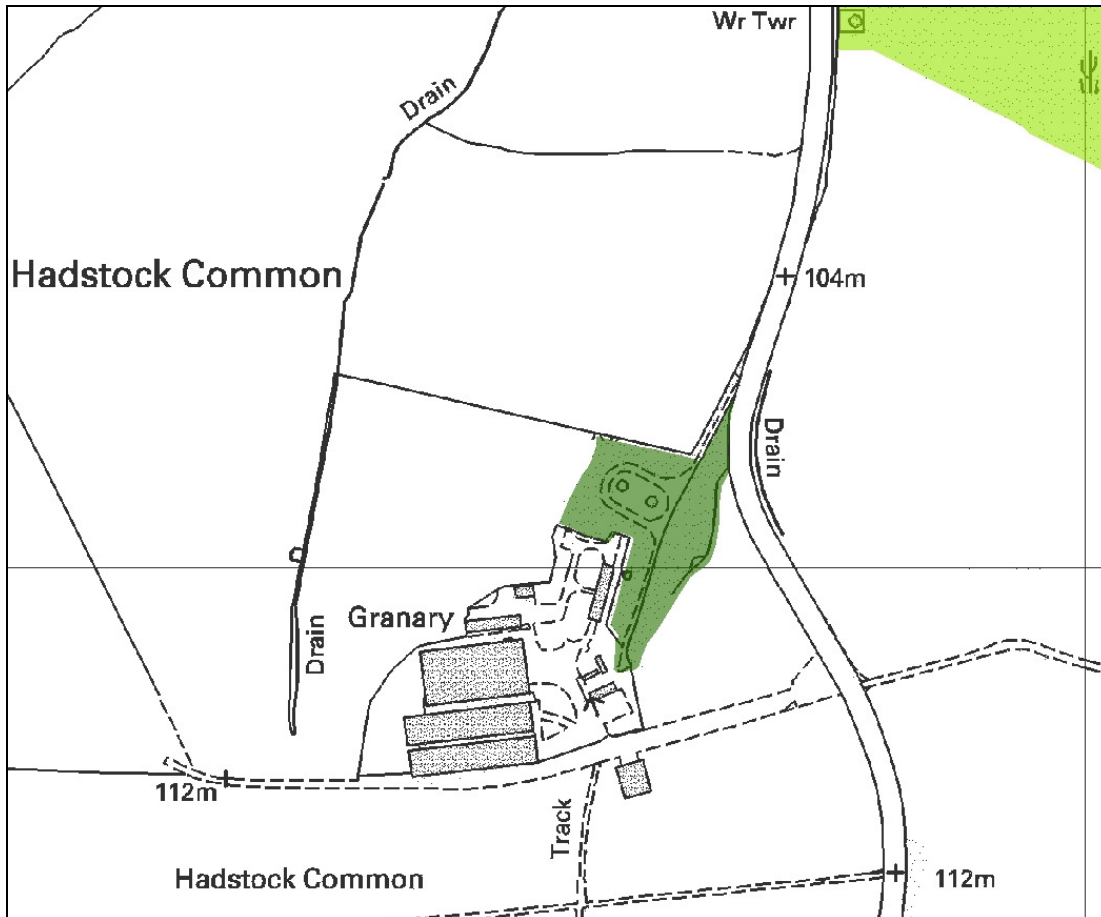 Wr Twr
Drain
Hadstock Common
104m
Drain
Granary
Drain
112m
Track
Hadstock Common
112m